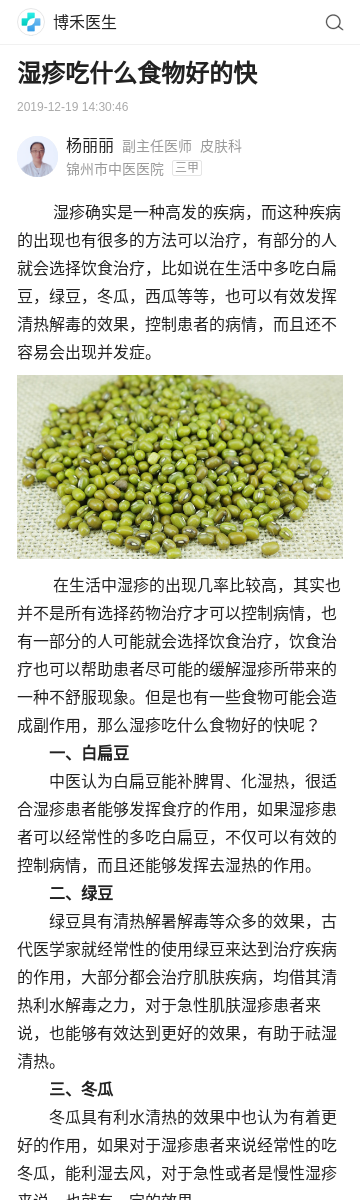 博禾医生
湿疹吃什么食物好的快
2019-12-19 14:30:46
杨丽丽 副主任医师 皮肤科
锦州市中医医院 三甲
湿疹确实是一种高发的疾病，而这种疾病
的出现也有很多的方法可以治疗，有部分的人
就会选择饮食治疗，比如说在生活中多吃白扁
豆，绿豆，冬瓜，西瓜等等，也可以有效发挥
清热解毒的效果，控制患者的病情，而且还不
容易会出现并发症。
在生活中湿疹的出现几率比较高，其实也
并不是所有选择药物治疗才可以控制病情，也
有一部分的人可能就会选择饮食治疗，饮食治
疗也可以帮助患者尽可能的缓解湿疹所带来的
一种不舒服现象。但是也有一些食物可能会造
成副作用，那么湿疹吃什么食物好的快呢？
一、白扁豆
中医认为白扁豆能补脾胃、化湿热，很适
合湿疹患者能够发挥食疗的作用，如果湿疹患
者可以经常性的多吃白扁豆，不仅可以有效的
控制病情，而且还能够发挥去湿热的作用。
二、绿豆
绿豆具有清热解暑解毒等众多的效果，古
代医学家就经常性的使用绿豆来达到治疗疾病
的作用，大部分都会治疗肌肤疾病，均借其清
热利水解毒之力，对于急性肌肤湿疹患者来
说，也能够有效达到更好的效果，有助于祛湿
清热。
三、冬瓜
冬瓜具有利水清热的效果中也认为有着更
好的作用，如果对于湿疹患者来说经常性的吃
冬瓜，能利湿去风，对于急性或者是慢性湿疹
来说，也就有一定的效果